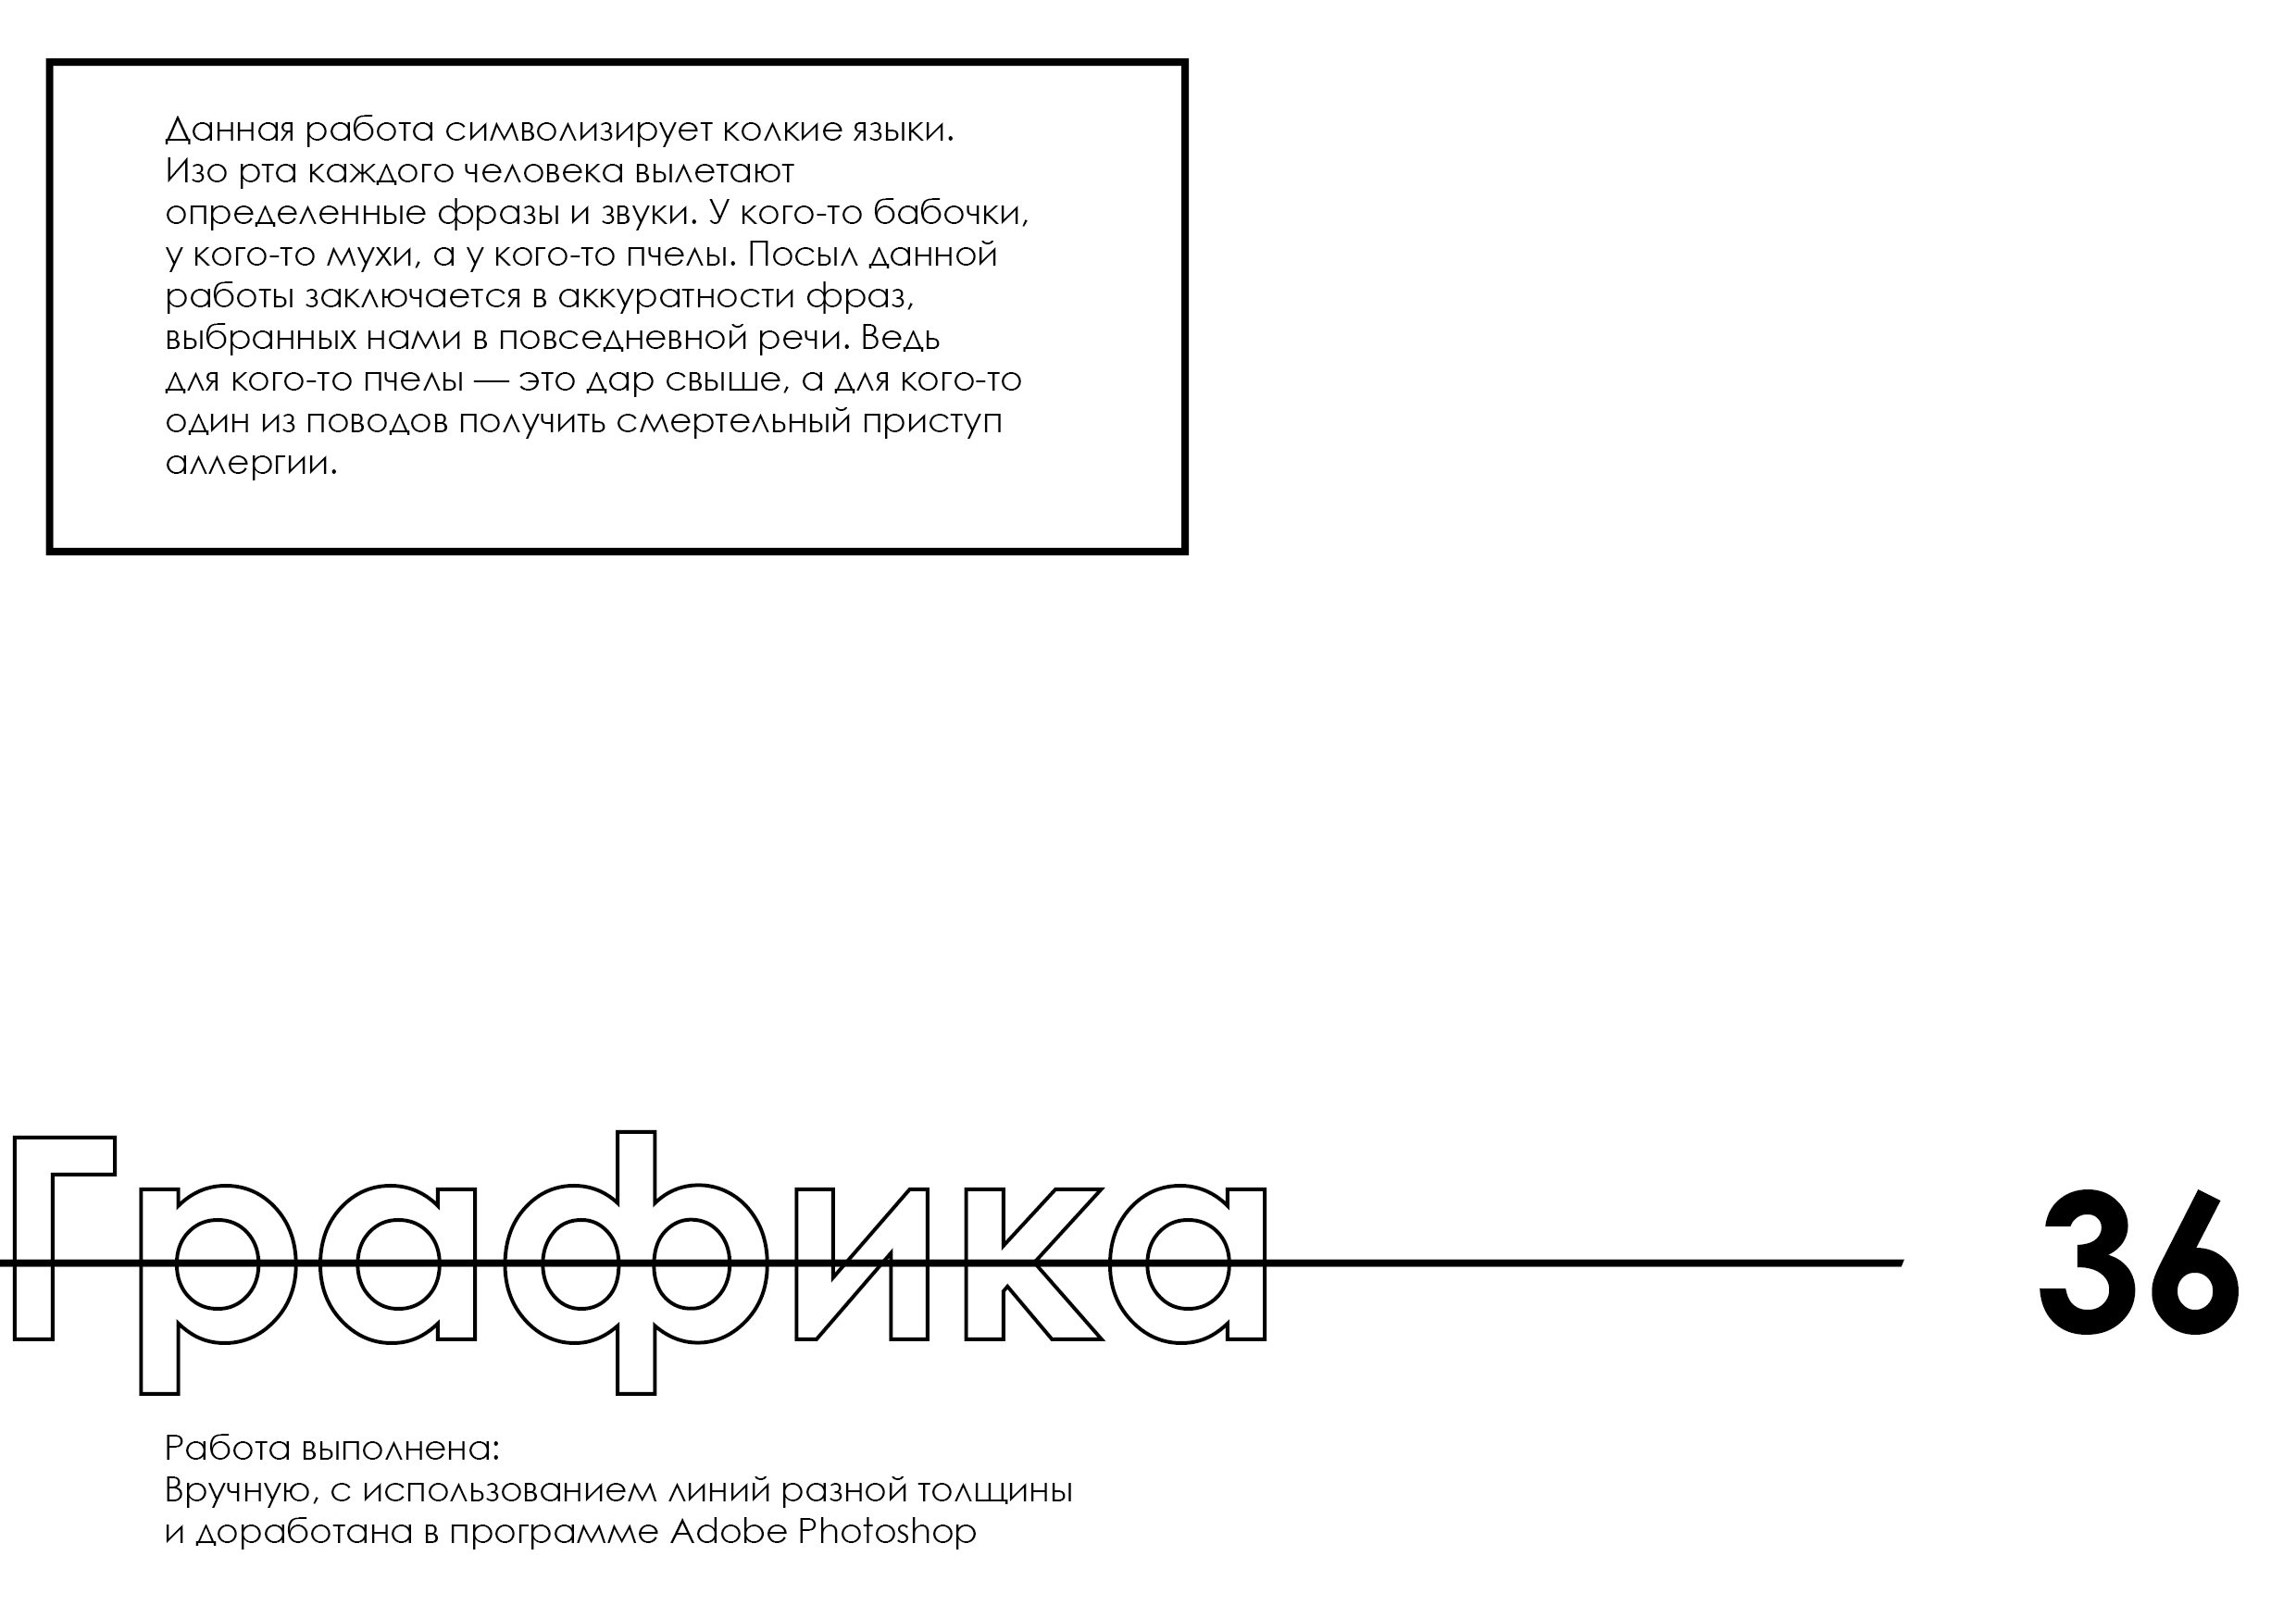 Данная работа символизирует колкие языки.
Изо рта каждого человека вылетают
определенные фразы и звуки. У кого-то бабочки,
у кого-то мухи, а у кого-то пчелы. Посыл данной
работы заключается в аккуратности фраз,
выбранных нами в повседневной речи. Ведь
для кого-то пчелы — это дар свыше, а для кого-то
один из поводов получить смертельный приступ
аллергии.
Графика
36
Работа выполнена:
Вручную, с использованием линий разной толщины
и доработана в программе Adobe Photoshop